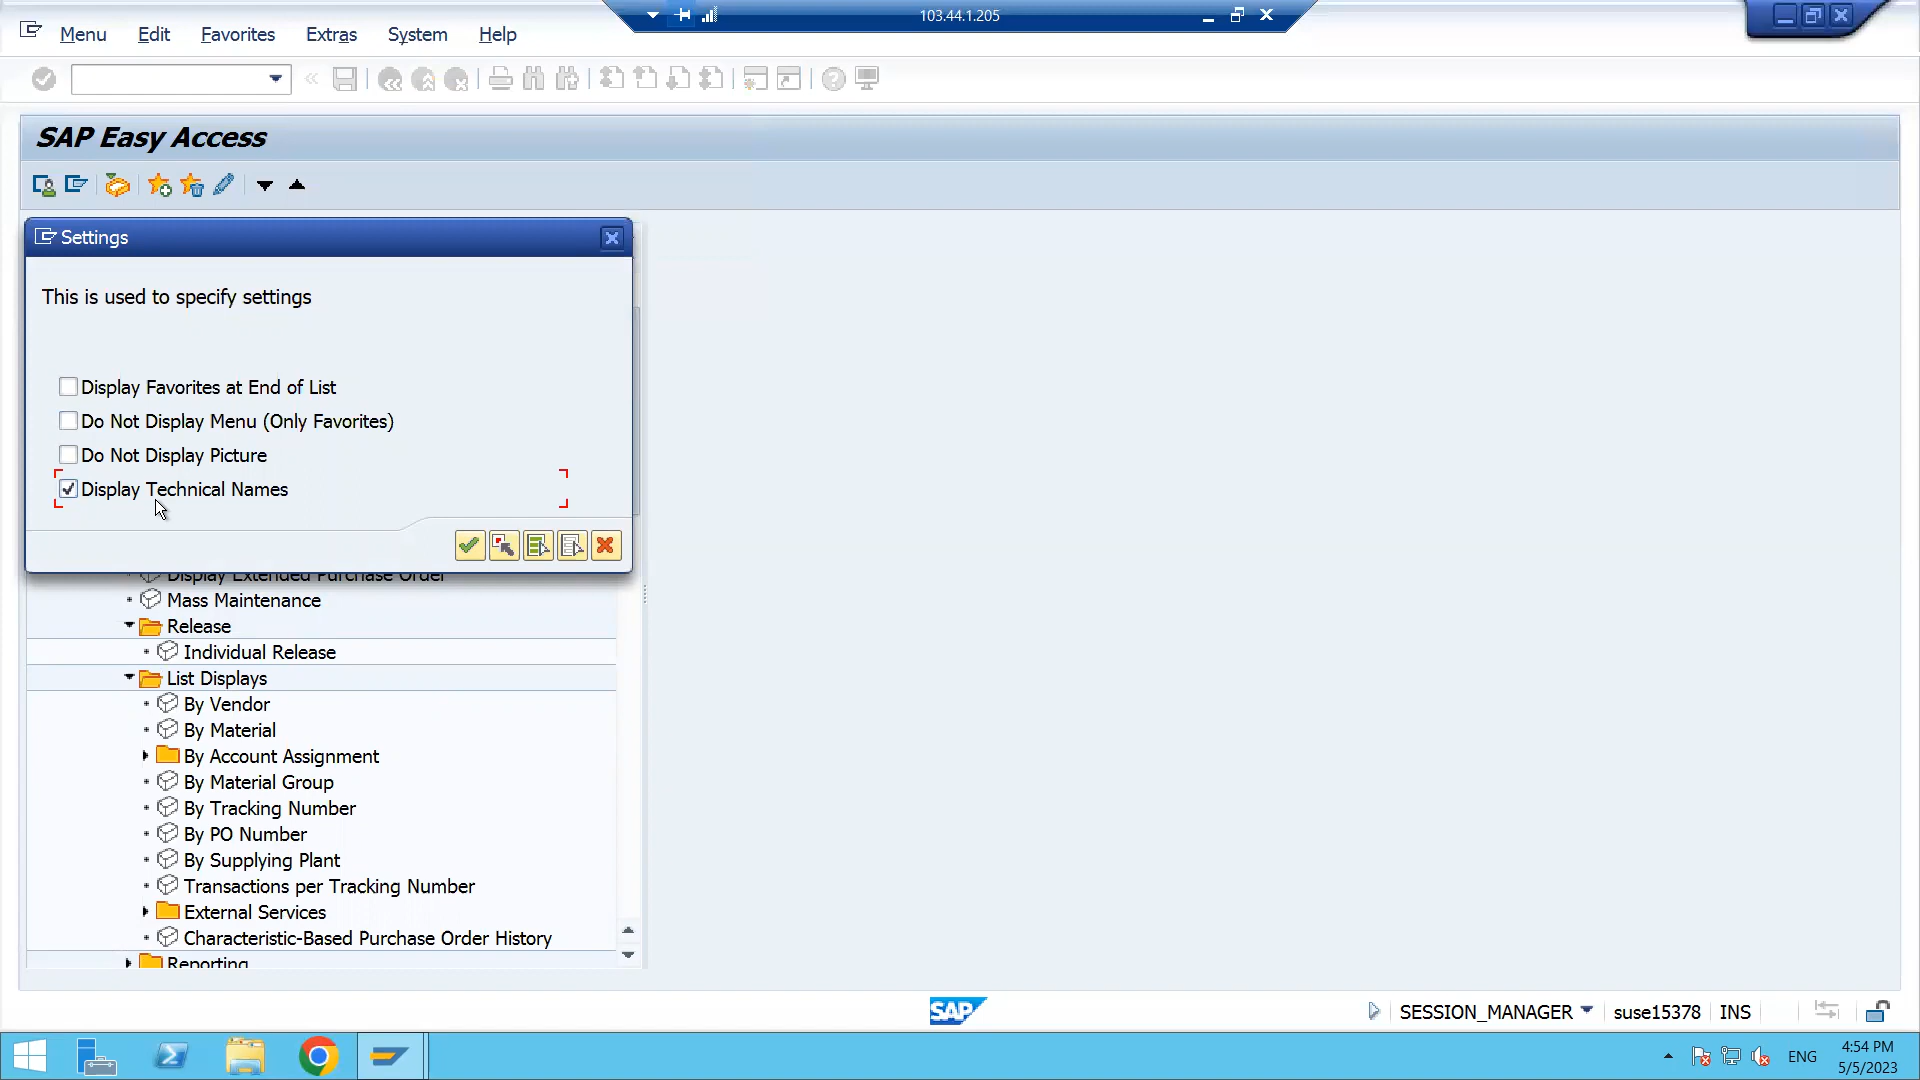 103.44.1.205
Menu Edit Favorites Extras System Help
SAP Easy Access
Settings
This is used to specify settings
Display Favorites at End of List
Do Not Display Menu (Only Favorites)
Do Not Display Picture
Display Technical Names
Display Extended Purchase Order
Mass Maintenance
Release
Individual Release
List Displays
By Vendor
By Material
By Account Assignment
By Material Group
By Tracking Number
By PO Number
By Supplying Plant
Transactions per Tracking Number
External Services
Characteristic-Based Purchase Order History
Reporting
SAP
SESSION_MANAGER suse15378 INS
ENG
4:54 PM
5/5/2023